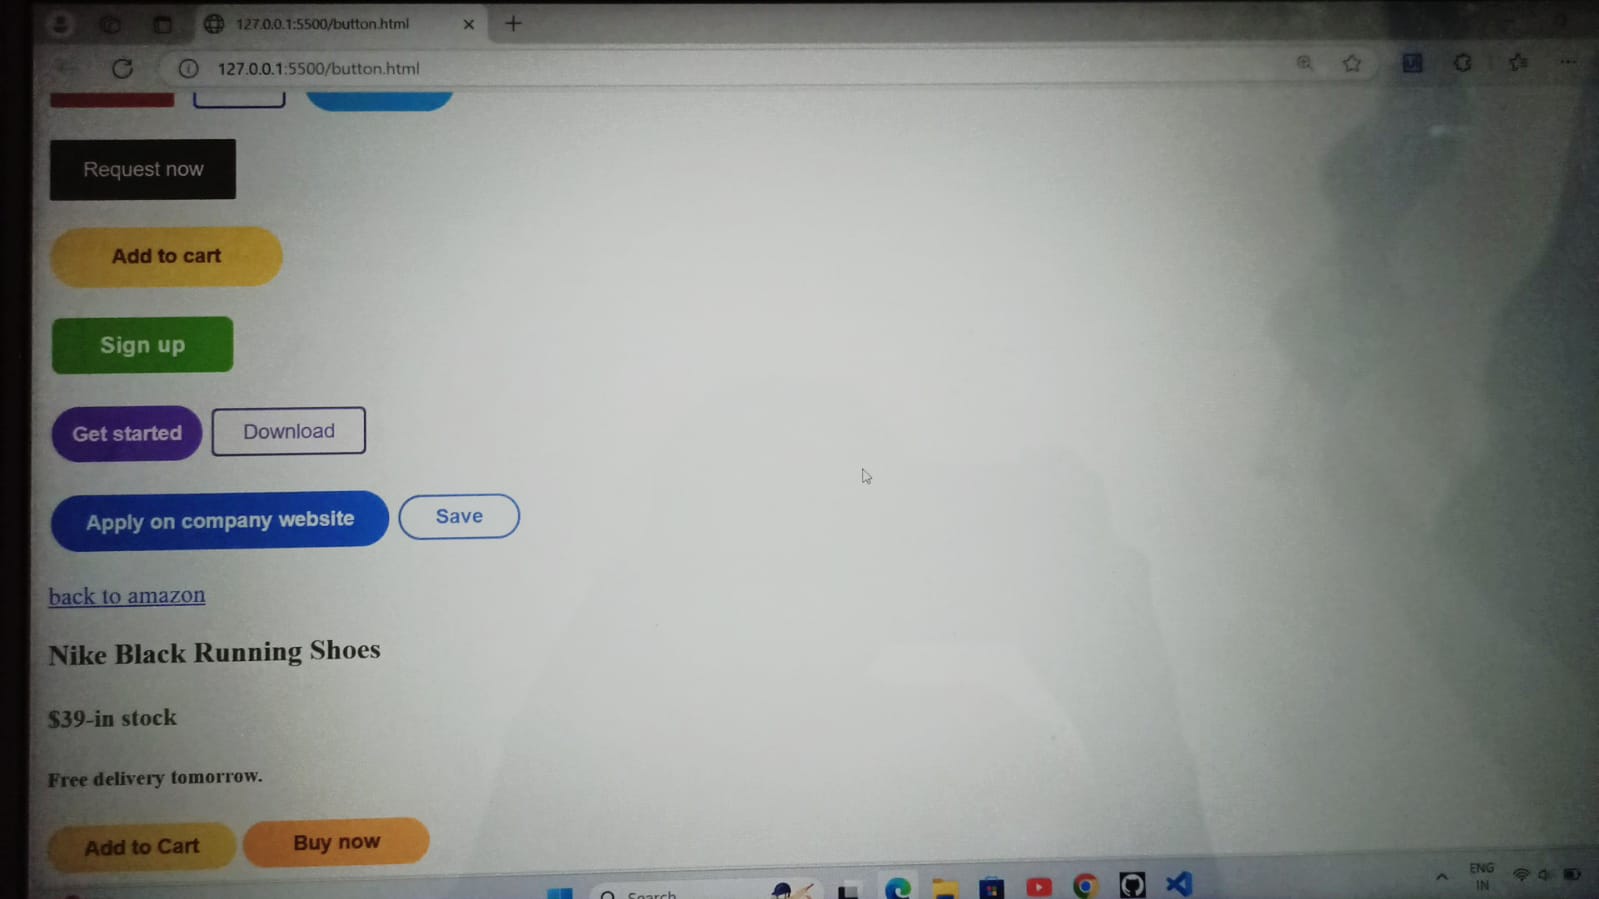 127.0.0.1:5500/button.html
127.0.0.1:5500/button.html
Request now
Add to cart
Sign up
Get started Download
Apply on company website Save
back to amazon
Nike Black Running Shoes
$39-in stock
Free delivery tomorrow.
Add to Cart Buy now
Search
ENG
IN